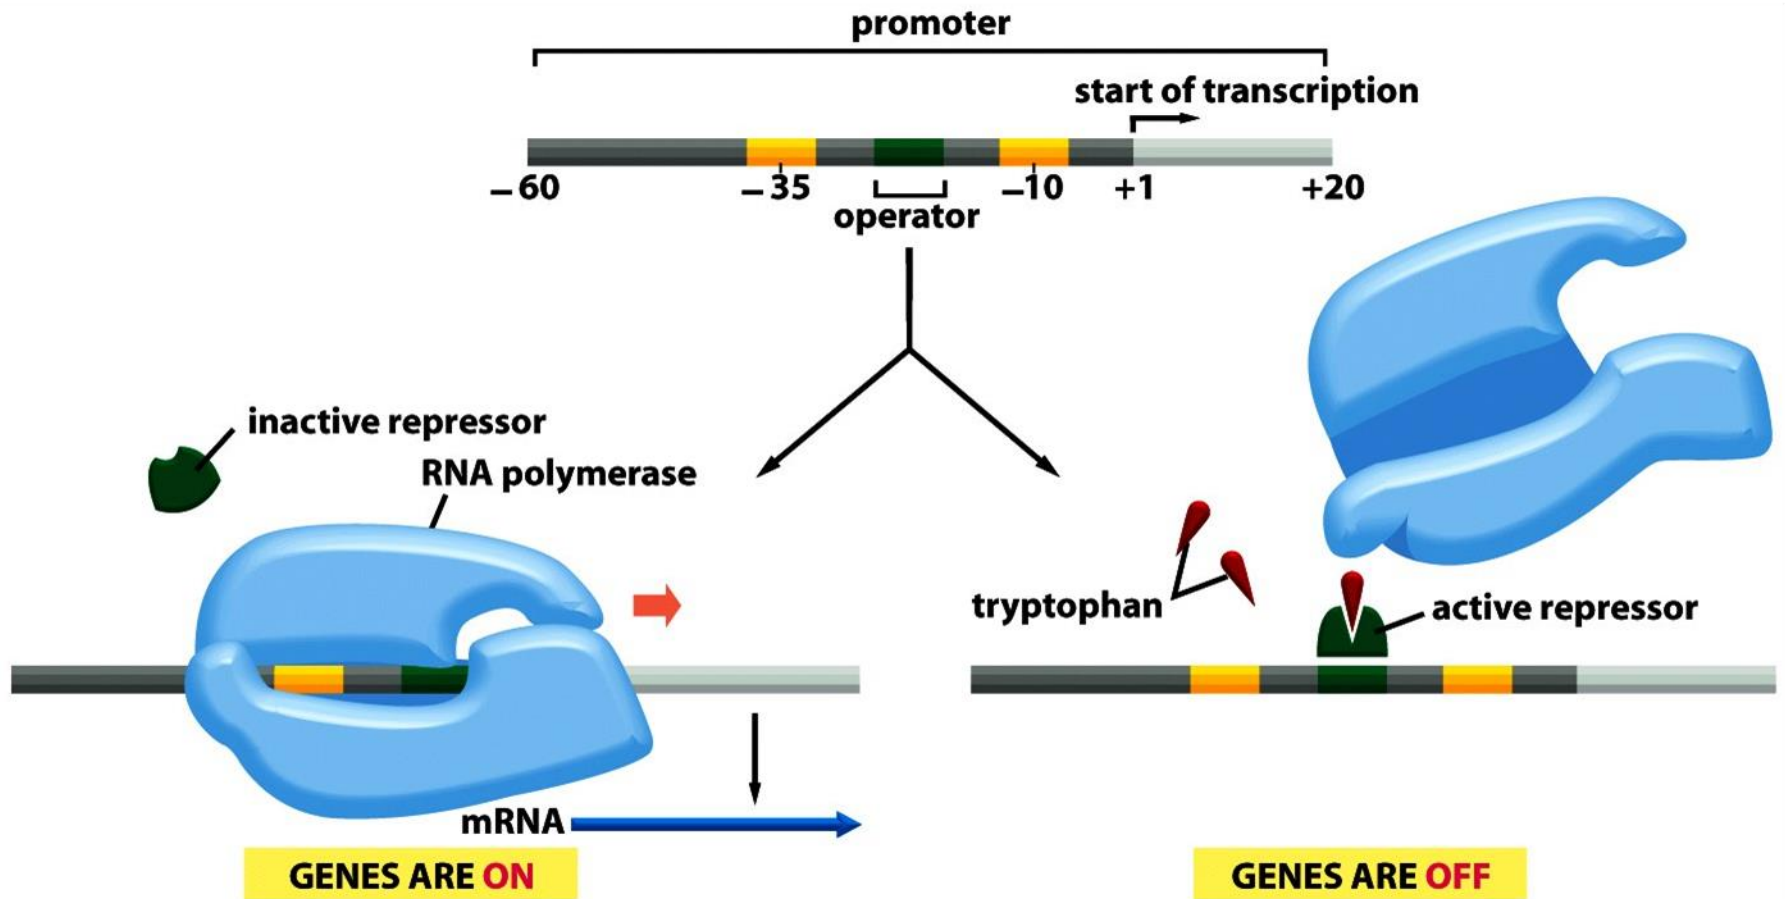 promoter
start of transcription
–60
–35
–10
+1
+20
operator
inactive repressor
RNA polymerase
tryptophan
active repressor
mRNA
GENES ARE ON
GENES ARE OFF